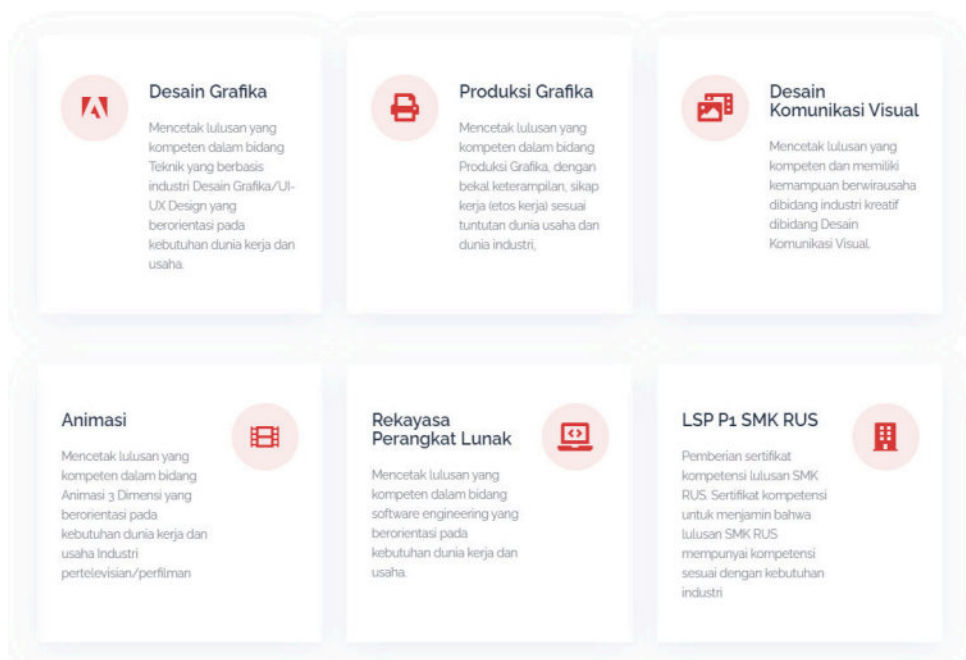 Desain Grafika
Mencetak lulusan yang
kompeten dalam bidang
Teknik yang berbasis
industri Desain Grafika/UI-
UX Design yang
berorientasi pada
kebutuhan dunia kerja dan
usaha.
Produksi Grafika
Mencetak lulusan yang
kompeten dalam bidang
Produksi Grafika, dengan
bekal keterampilan, sikap
kerja (etos kerja) sesuai
tuntutan dunia usaha dan
dunia industri,
Desain
Komunikasi Visual
Mencetak lulusan yang
kompeten dan memiliki
kemampuan berwirausaha
dibidang industri kreatif
dibidang Desain
Komunikasi Visual.
Animasi
Mencetak lulusan yang
kompeten dalam bidang
Animasi 3 Dimensi yang
berorientasi pada
kebutuhan dunia kerja dan
usaha Industri
pertelevisian/perfilman
Rekayasa
Perangkat Lunak
Mencetak lulusan yang
kompeten dalam bidang
software engineering yang
berorientasi pada
kebutuhan dunia kerja dan
usaha.
LSP P1 SMK RUS
Pemberian sertifikat
kompetensi lulusan SMK
RUS. Sertifikat kompetensi
untuk menjamin bahwa
lulusan SMK RUS
mempunyai kompetensi
sesuai dengan kebutuhan
industri